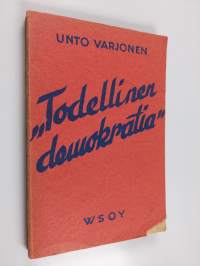 UNTO VARJONEN
„Todellinen
demokratia”
WSOY